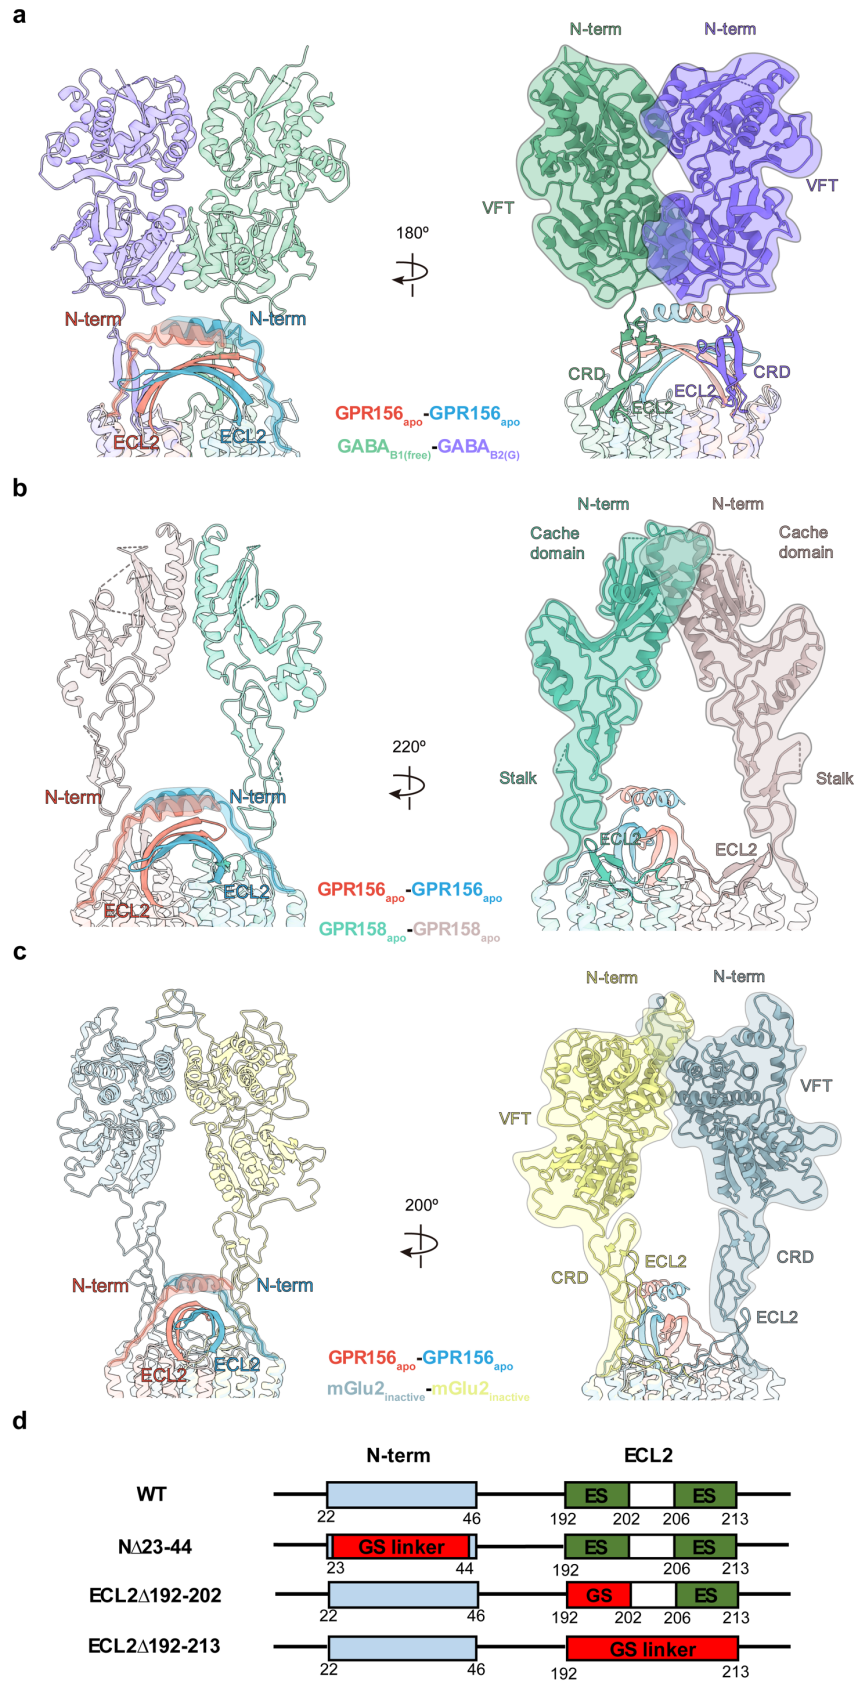 a
N-term N-term
180º
VFT
VFT
N-term N-term
CRD CRD
ECL2
ECL2
ECL2 ECL2
GPR156apo-GPR156apo
GABAB1(free)-GABAB2(G)
b
N-term N-term
Cache domain
Cache domain
220º
Stalk Stalk
N-term N-term
ECL2 ECL2
ECL2
ECL2
GPR156apo-GPR156apo
GPR158apo-GPR158apo
c
N-term N-term
VFT
VFT
200º
CRD ECL2 CRD
N-term N-term
ECL2
ECL2 ECL2
GPR156apo-GPR156apo
mGlu2inactive-mGlu2inactive
d
N-term ECL2
WT ES ES
22 46 192 202 206 213
NΔ23-44 GS linker ES ES
23 44 192 206 213
ECL2Δ192-202 GS ES
22 46 192 202 206 213
ECL2Δ192-213 GS linker
22 46 192 213